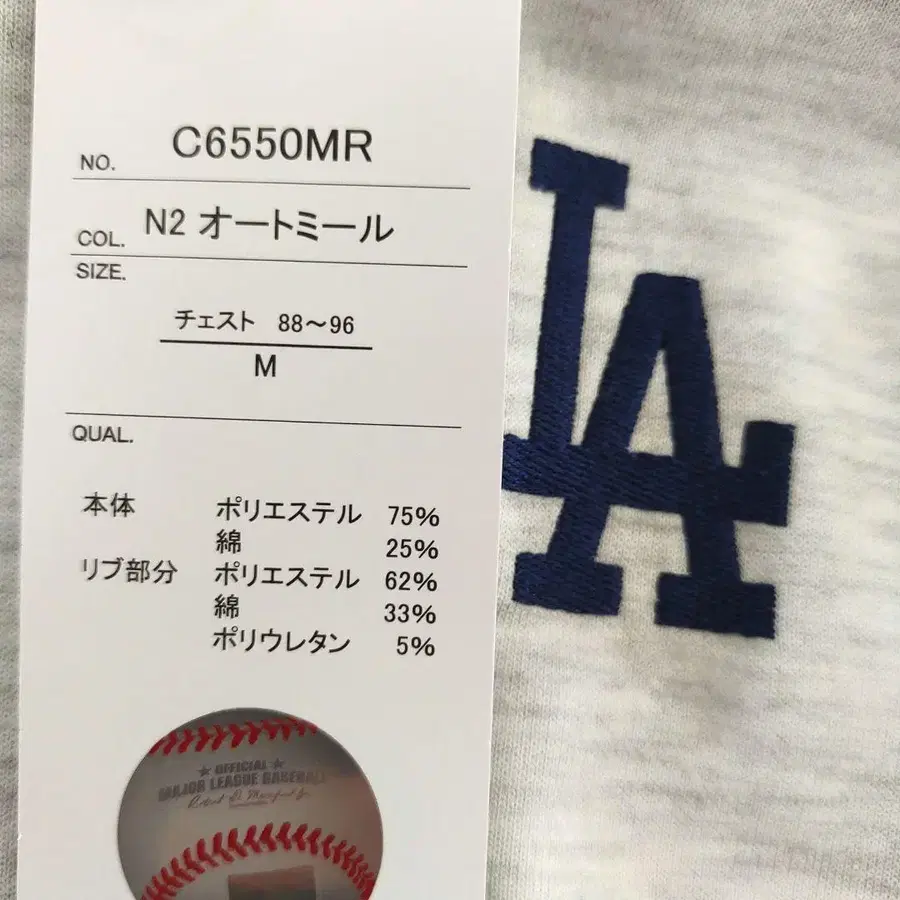 NO. C6550MR
COL. N2 オートミール
SIZE.
チェスト 88～96
M
QUAL.
本体 ポリエステル 75%
綿 25%
リブ部分 ポリエステル 62%
綿 33%
ポリウレタン 5%
★ OFFICIAL ★
MAJOR LEAGUE BASEBALL
LA